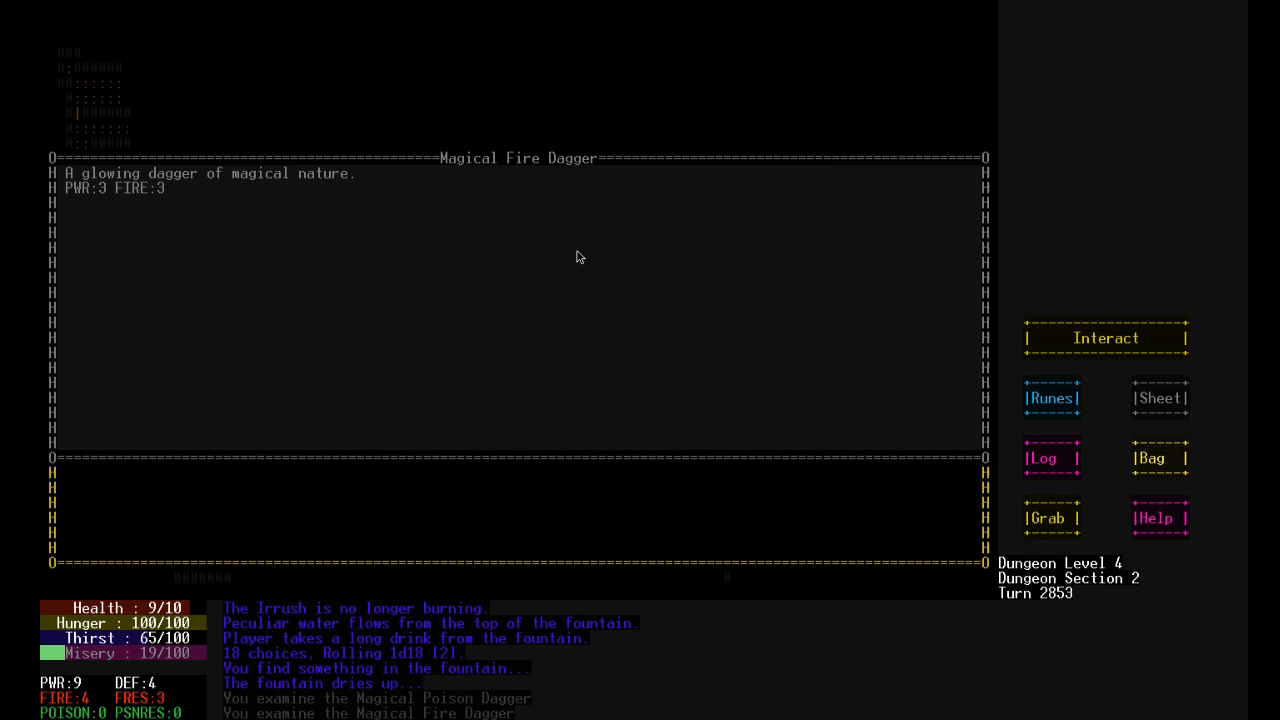 Magical Fire Dagger
A glowing dagger of magical nature.
PWR:3 FIRE:3
Interact
Runes
Sheet
Log
Bag
Grab
Help
Dungeon Level 4
Dungeon Section 2
Turn 2853
Health : 9/10
Hunger : 100/100
Thirst : 65/100
Misery : 19/100
PWR:9 DEF:4
FIRE:4 FRES:3
POISON:0 PSNRES:0
The Irrush is no longer burning.
Peculiar water flows from the top of the fountain.
Player takes a long drink from the fountain.
18 choices, Rolling 1d18 [2].
You find something in the fountain...
The fountain dries up...
You examine the Magical Poison Dagger
You examine the Magical Fire Dagger